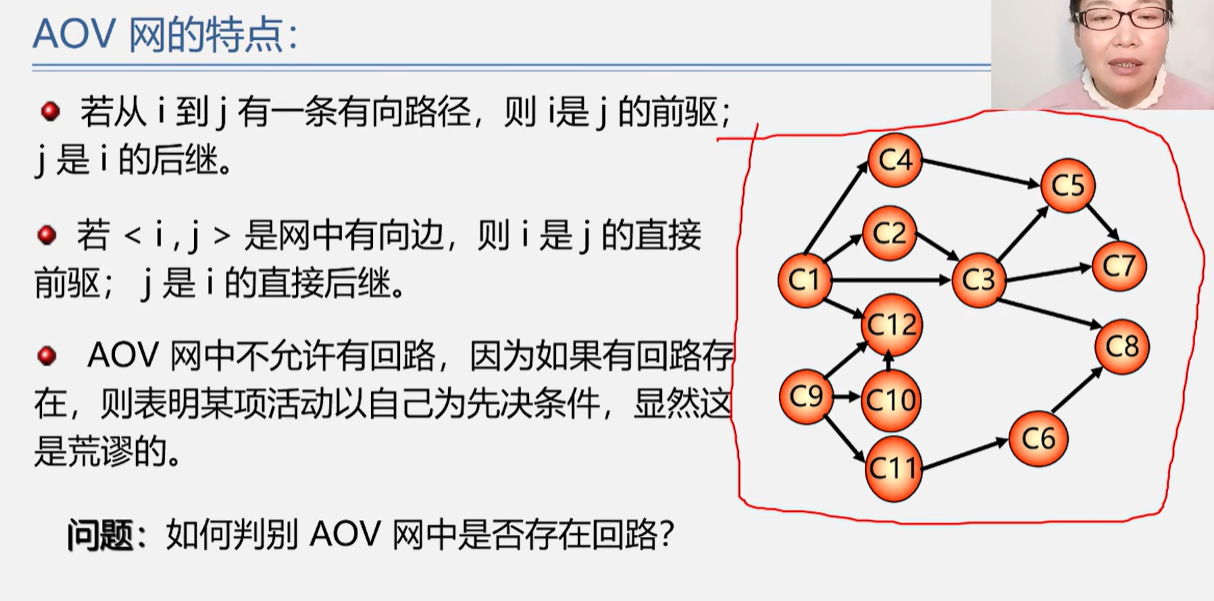 AOV 网的特点：
若从 i 到 j 有一条有向路径，则 i是 j 的前驱；
j 是 i 的后继。
若 < i , j > 是网中有向边，则 i 是 j 的直接
前驱； j 是 i 的直接后继。
AOV 网中不允许有回路，因为如果有回路存
在，则表明某项活动以自己为先决条件，显然这
是荒谬的。
问题：如何判别 AOV 网中是否存在回路？
C4
C5
C2
C7
C1
C3
C12
C8
C9
C10
C6
C11